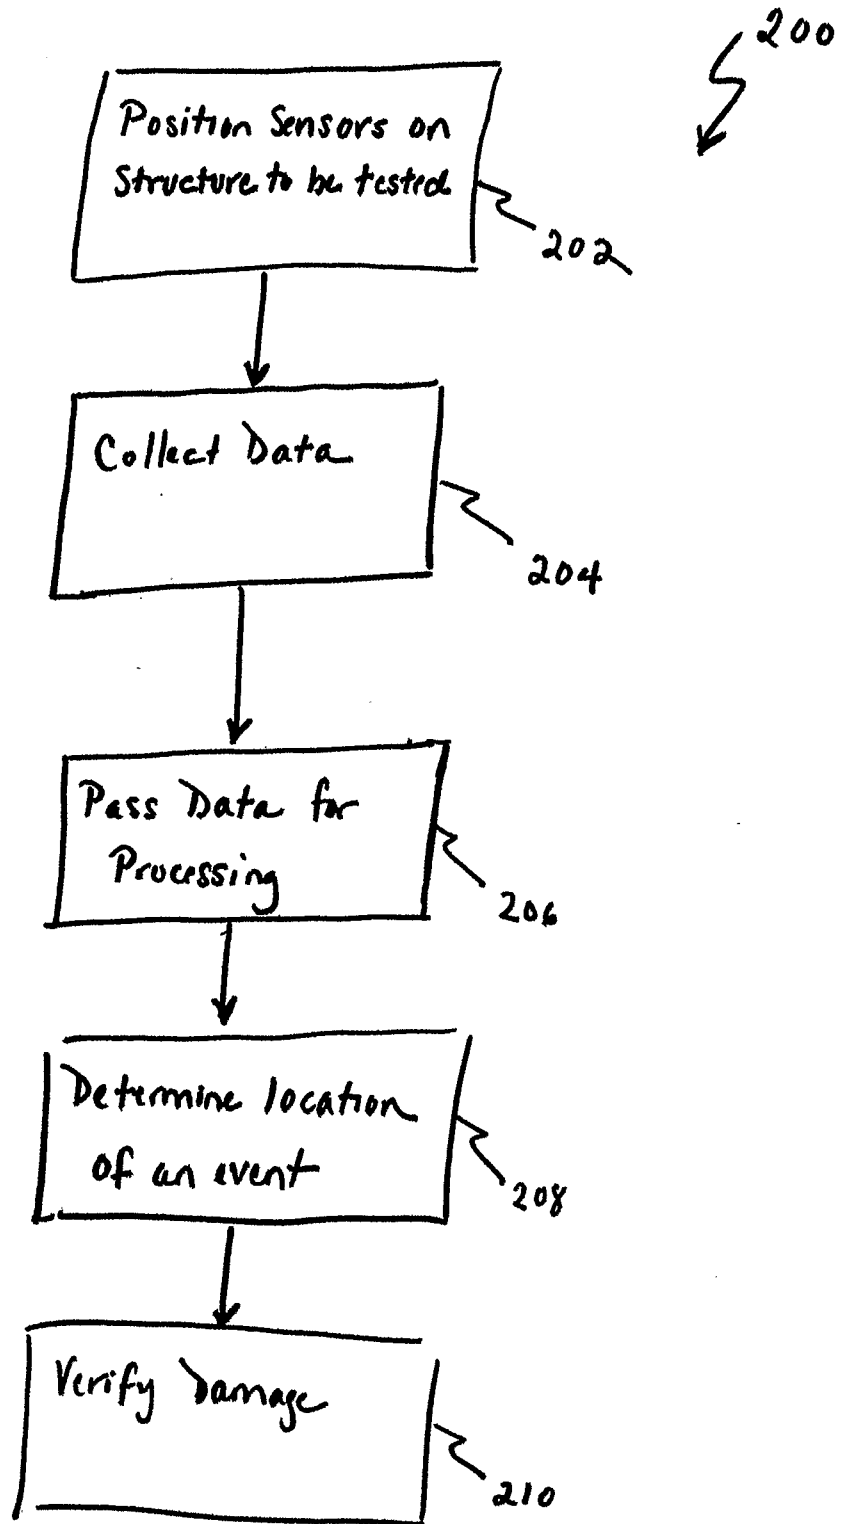 200
Position Sensors on
Structure to be tested
202
Collect Data
204
Pass Data for
Processing
206
Determine location
of an event
208
Verify Damage
210